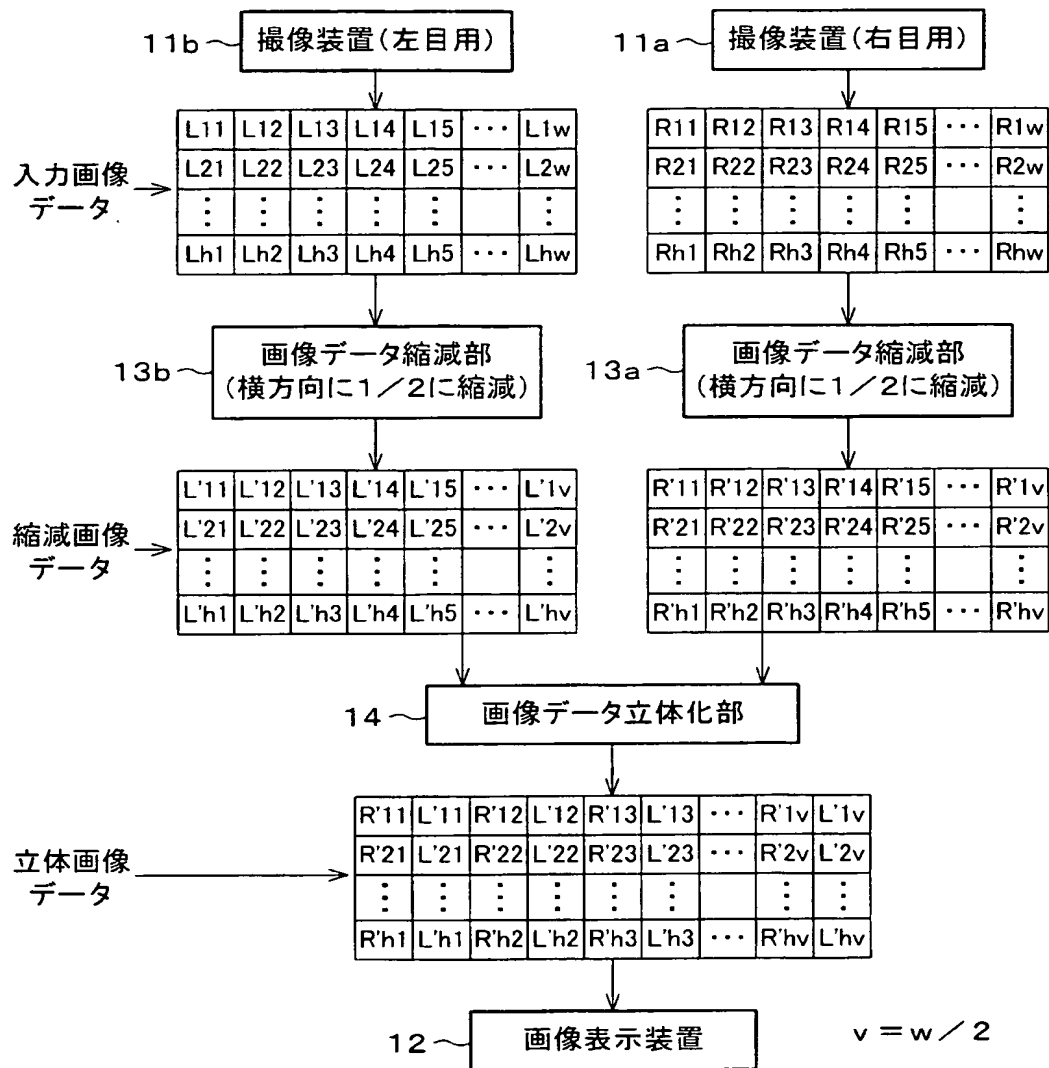 11b 撮像装置(左目用)
11a 撮像装置(右目用)
入力画像
データ
L11 L12 L13 L14 L15 ··· L1w
L21 L22 L23 L24 L25 ··· L2w
⋮ ⋮ ⋮ ⋮ ⋮ ⋮
Lh1 Lh2 Lh3 Lh4 Lh5 ··· Lhw
R11 R12 R13 R14 R15 ··· R1w
R21 R22 R23 R24 R25 ··· R2w
⋮ ⋮ ⋮ ⋮ ⋮ ⋮
Rh1 Rh2 Rh3 Rh4 Rh5 ··· Rhw
13b 画像データ縮減部
(横方向に1/2に縮減)
13a 画像データ縮減部
(横方向に1/2に縮減)
縮減画像
データ
L'11 L'12 L'13 L'14 L'15 ··· L'1v
L'21 L'22 L'23 L'24 L'25 ··· L'2v
⋮ ⋮ ⋮ ⋮ ⋮ ⋮
L'h1 L'h2 L'h3 L'h4 L'h5 ··· L'hv
R'11 R'12 R'13 R'14 R'15 ··· R'1v
R'21 R'22 R'23 R'24 R'25 ··· R'2v
⋮ ⋮ ⋮ ⋮ ⋮ ⋮
R'h1 R'h2 R'h3 R'h4 R'h5 ··· R'hv
14 画像データ立体化部
立体画像
データ
R'11 L'11 R'12 L'12 R'13 L'13 ··· R'1v L'1v
R'21 L'21 R'22 L'22 R'23 L'23 ··· R'2v L'2v
⋮ ⋮ ⋮ ⋮ ⋮ ⋮ ⋮ ⋮
R'h1 L'h1 R'h2 L'h2 R'h3 L'h3 ··· R'hv L'hv
12 画像表示装置
v=w/2